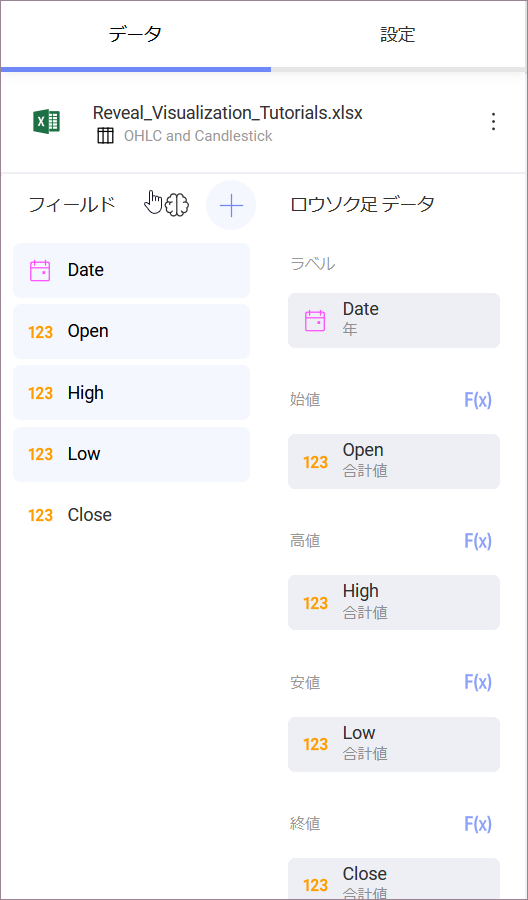 データ
設定
Reveal_Visualization_Tutorials.xlsx
OHLC and Candlestick
フィールド
123 Open
123 High
123 Low
123 Close
Date
ロウソク足 データ
ラベル
Date
年
始値 F(x)
123 Open
合計値
高値 F(x)
123 High
合計値
安値 F(x)
123 Low
合計値
終値 F(x)
123 Close
合計値